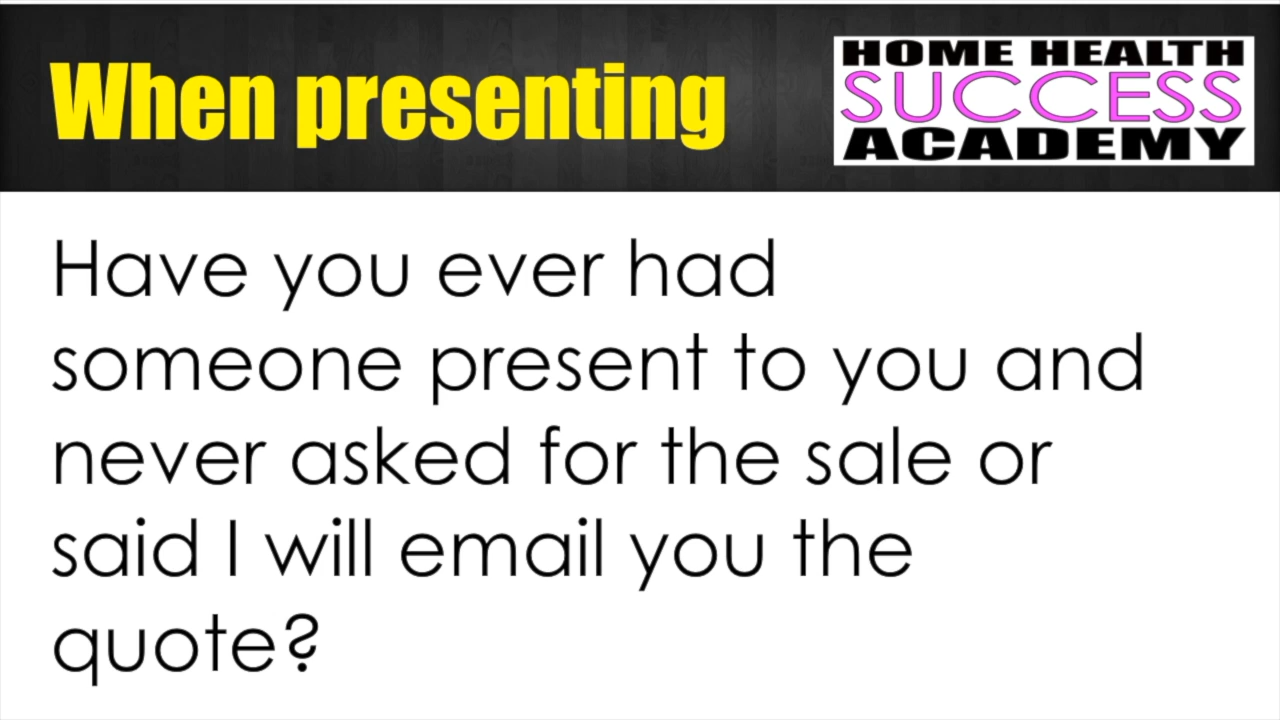 When presenting
HOME HEALTH
SUCCESS
ACADEMY
Have you ever had
someone present to you and
never asked for the sale or
said I will email you the
quote?